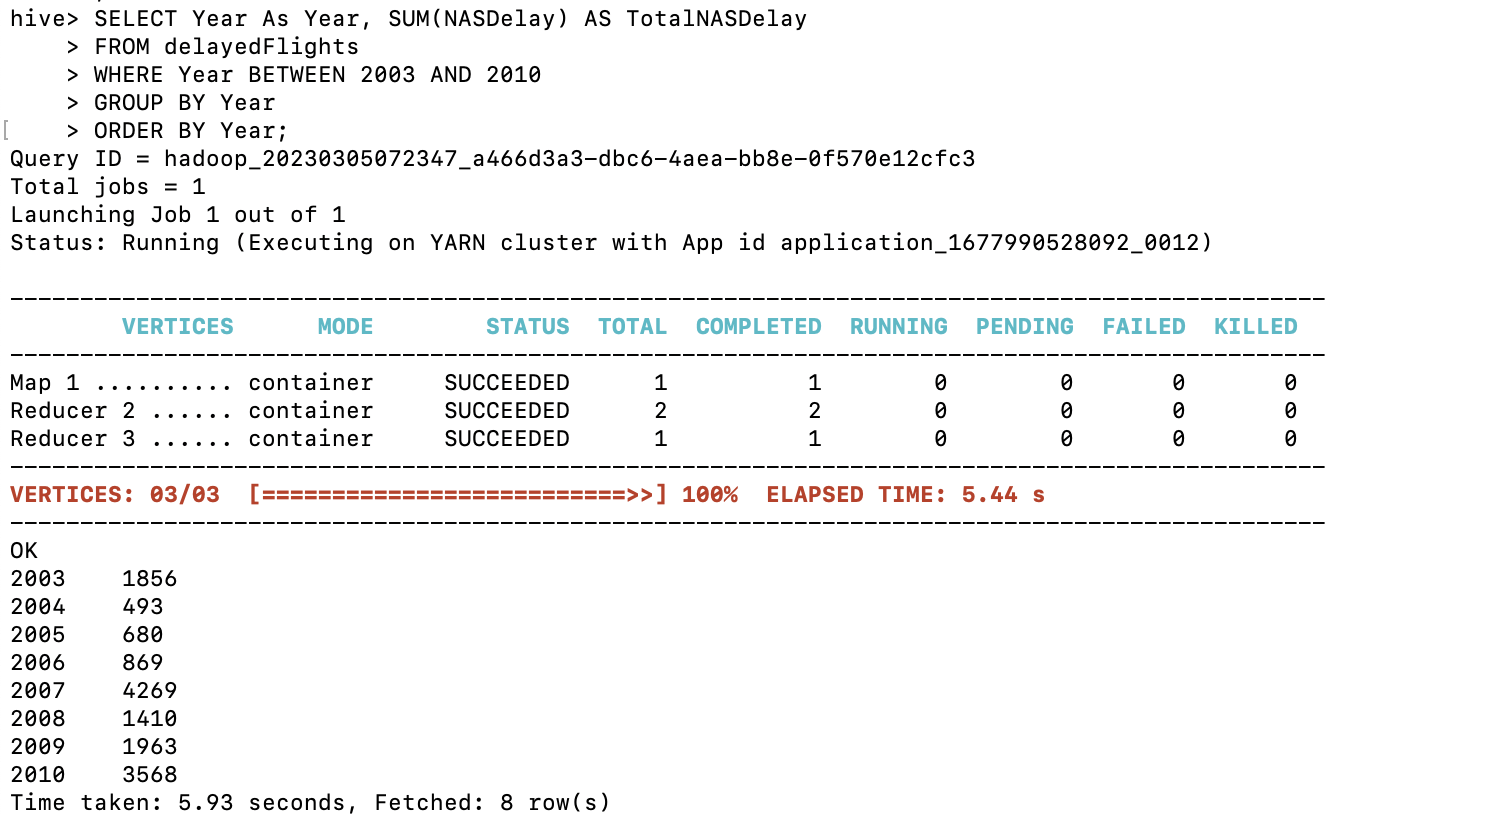 hive> SELECT Year As Year, SUM(NASDelay) AS TotalNASDelay
    > FROM delayedFlights
    > WHERE Year BETWEEN 2003 AND 2010
    > GROUP BY Year
[   > ORDER BY Year;
Query ID = hadoop_20230305072347_a466d3a3-dbc6-4aea-bb8e-0f570e12cfc3
Total jobs = 1
Launching Job 1 out of 1
Status: Running (Executing on YARN cluster with App id application_1677990528092_0012)

----------------------------------------------------------------------------------------------
        VERTICES      MODE        STATUS  TOTAL  COMPLETED  RUNNING  PENDING  FAILED  KILLED
----------------------------------------------------------------------------------------------
Map 1 .......... container     SUCCEEDED      1          1        0        0       0       0
Reducer 2 ...... container     SUCCEEDED      2          2        0        0       0       0
Reducer 3 ...... container     SUCCEEDED      1          1        0        0       0       0
----------------------------------------------------------------------------------------------
VERTICES: 03/03  [==========================>>] 100%  ELAPSED TIME: 5.44 s
----------------------------------------------------------------------------------------------
OK
2003    1856
2004    493
2005    680
2006    869
2007    4269
2008    1410
2009    1963
2010    3568
Time taken: 5.93 seconds, Fetched: 8 row(s)